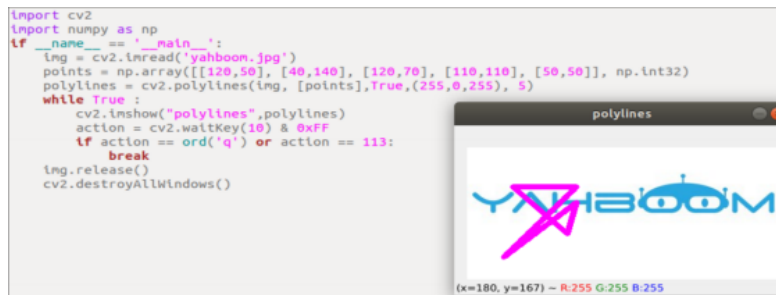 import cv2
import numpy as np
if __name__ == '__main__':
    img = cv2.imread('yahboom.jpg')
    points = np.array([[120,50], [40,140], [120,70], [110,110], [50,50]], np.int32)
    polylines = cv2.polylines(img, [points],True,(255,0,255), 5)
    while True :
        cv2.imshow("polylines",polylines)
        action = cv2.waitKey(10) & 0xFF
        if action == ord('q') or action == 113:
            break
    img.release()
    cv2.destroyAllWindows()
polylines
YAHBOOM
(x=180, y=167) ~ R:255 G:255 B:255